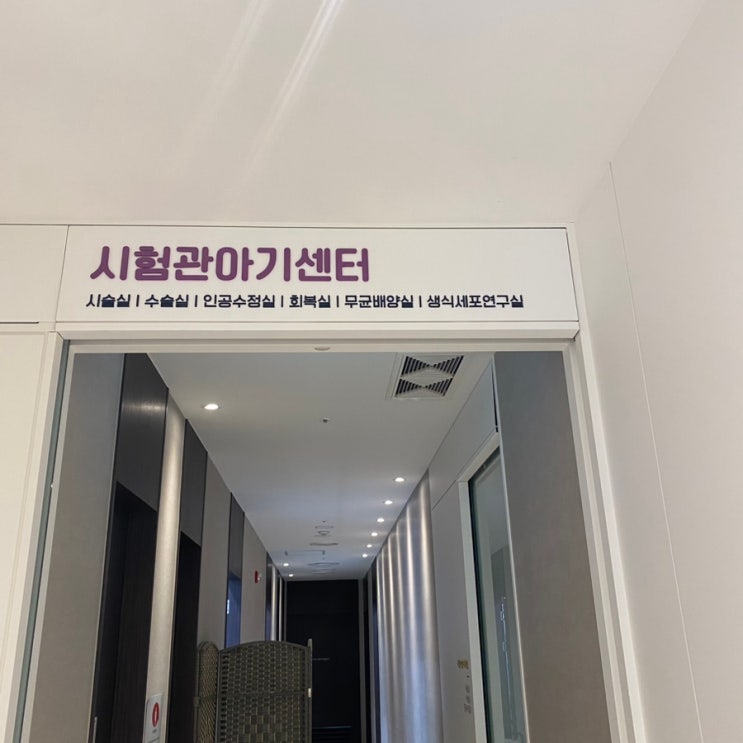 시험관아기센터
시술실 | 수술실 | 인공수정실 | 회복실 | 무균배양실 | 생식세포연구실